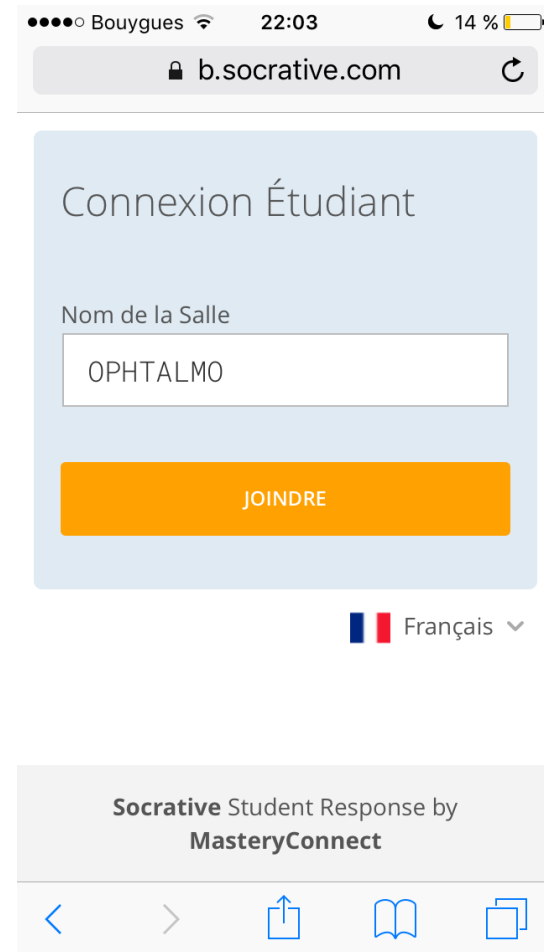 Bouygues 22:03 14 %
b.socrative.com
Connexion Étudiant
Nom de la Salle
OPHTALMO
JOINDRE
Français
Socrative Student Response by
MasteryConnect